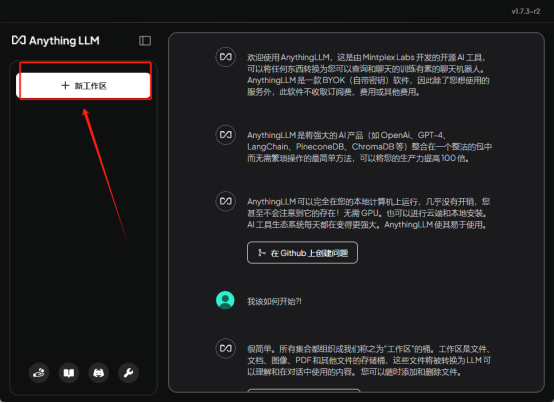 v1.7.3-r2
Anything LLM
+ 新工作区
欢迎使用 AnythingLLM，这是由 Mintplex Labs 开发的开源 AI 工具，
可以将任何东西转换为您可以查询和聊天的训练有素的聊天机器人。
AnythingLLM 是一款 BYOK（自带密钥）软件，因此除了您想使用的
服务外，此软件不收取订阅费、费用或其他费用。
AnythingLLM 是将强大的 AI 产品（如 OpenAi、GPT-4、
LangChain、PineconeDB、ChromaDB 等）整合在一个整洁的包中
而无需繁琐操作的最简单方法，可以将您的生产力提高 100 倍。
AnythingLLM 可以完全在您的本地计算机上运行，几乎没有开销，您
甚至不会注意到它的存在！无需 GPU。也可以进行云端和本地安装。
AI 工具生态系统每天都在变得更强大。AnythingLLM 使其易于使用。
在 Github 上创建问题
我该如何开始?!
很简单。所有集合都组织成我们称之为“工作区”的桶。工作区是文件、
文档、图像、PDF 和其他文件的存储桶，这些文件将被转换为 LLM 可
以理解和在对话中使用的内容。您可以随时添加和删除文件。